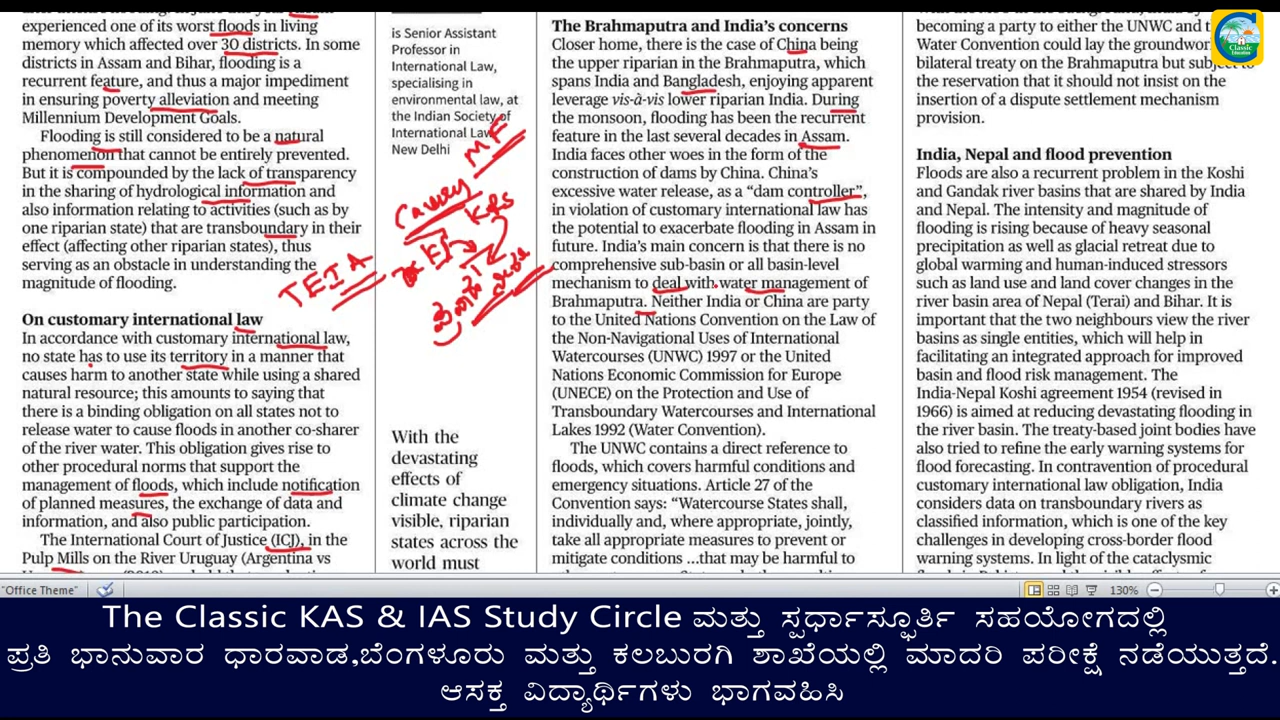 experienced one of its worst floods in living
memory which affected over 30 districts. In some
districts in Assam and Bihar, flooding is a
recurrent feature, and thus a major impediment
in ensuring poverty alleviation and meeting
Millennium Development Goals.
Flooding is still considered to be a natural
phenomenon that cannot be entirely prevented.
But it is compounded by the lack of transparency
in the sharing of hydrological information and
also information relating to activities (such as by
one riparian state) that are transboundary in their
effect (affecting other riparian states), thus
serving as an obstacle in understanding the
magnitude of flooding.
On customary international law
In accordance with customary international law,
no state has to use its territory in a manner that
causes harm to another state while using a shared
natural resource; this amounts to saying that
there is a binding obligation on all states not to
release water to cause floods in another co-sharer
of the river water. This obligation gives rise to
other procedural norms that support the
management of floods, which include notification
of planned measures, the exchange of data and
information, and also public participation.
The International Court of Justice (ICJ), in the
Pulp Mills on the River Uruguay (Argentina vs
is Senior Assistant
Professor in
International Law,
specialising in
environmental law, at
the Indian Society of
International Law,
New Delhi
MF
KRS
TEIA
With the
devastating
effects of
climate change
visible, riparian
states across the
world must
The Brahmaputra and India's concerns
Closer home, there is the case of China being
the upper riparian in the Brahmaputra, which
spans India and Bangladesh, enjoying apparent
leverage vis-à-vis lower riparian India. During
the monsoon, flooding has been the recurrent
feature in the last several decades in Assam.
India faces other woes in the form of the
construction of dams by China. China's
excessive water release, as a “dam controller”,
in violation of customary international law has
the potential to exacerbate flooding in Assam in
future. India's main concern is that there is no
comprehensive sub-basin or all basin-level
mechanism to deal with water management of
Brahmaputra. Neither India or China are party
to the United Nations Convention on the Law of
the Non-Navigational Uses of International
Watercourses (UNWC) 1997 or the United
Nations Economic Commission for Europe
(UNECE) on the Protection and Use of
Transboundary Watercourses and International
Lakes 1992 (Water Convention).
The UNWC contains a direct reference to
floods, which covers harmful conditions and
emergency situations. Article 27 of the
Convention says: “Watercourse States shall,
individually and, where appropriate, jointly,
take all appropriate measures to prevent or
mitigate conditions ...that may be harmful to
becoming a party to either the UNWC and
Water Convention could lay the groundwork
bilateral treaty on the Brahmaputra but subject to
the reservation that it should not insist on the
insertion of a dispute settlement mechanism
provision.
India, Nepal and flood prevention
Floods are also a recurrent problem in the Koshi
and Gandak river basins that are shared by India
and Nepal. The intensity and magnitude of
flooding is rising because of heavy seasonal
precipitation as well as glacial retreat due to
global warming and human-induced stressors
such as land use and land cover changes in the
river basin area of Nepal (Terai) and Bihar. It is
important that the two neighbours view the river
basins as single entities, which will help in
facilitating an integrated approach for improved
basin and flood risk management. The
India-Nepal Koshi agreement 1954 (revised in
1966) is aimed at reducing devastating flooding in
the river basin. The treaty-based joint bodies have
also tried to refine the early warning systems for
flood forecasting. In contravention of procedural
customary international law obligation, India
considers data on transboundary rivers as
classified information, which is one of the key
challenges in developing cross-border flood
warning systems. In light of the cataclysmic
Classic
Education
"Office Theme"
130%
The Classic KAS & IAS Study Circle ಮತ್ತು ಸ್ಪರ್ಧಾಸ್ಫೂರ್ತಿ ಸಹಯೋಗದಲ್ಲಿ
ಪ್ರತಿ ಭಾನುವಾರ ಧಾರವಾಡ,ಬೆಂಗಳೂರು ಮತ್ತು ಕಲಬುರಗಿ ಶಾಖೆಯಲ್ಲಿ ಮಾದರಿ ಪರೀಕ್ಷೆ ನಡೆಯುತ್ತದೆ.
ಆಸಕ್ತ ವಿದ್ಯಾರ್ಥಿಗಳು ಭಾಗವಹಿಸಿ